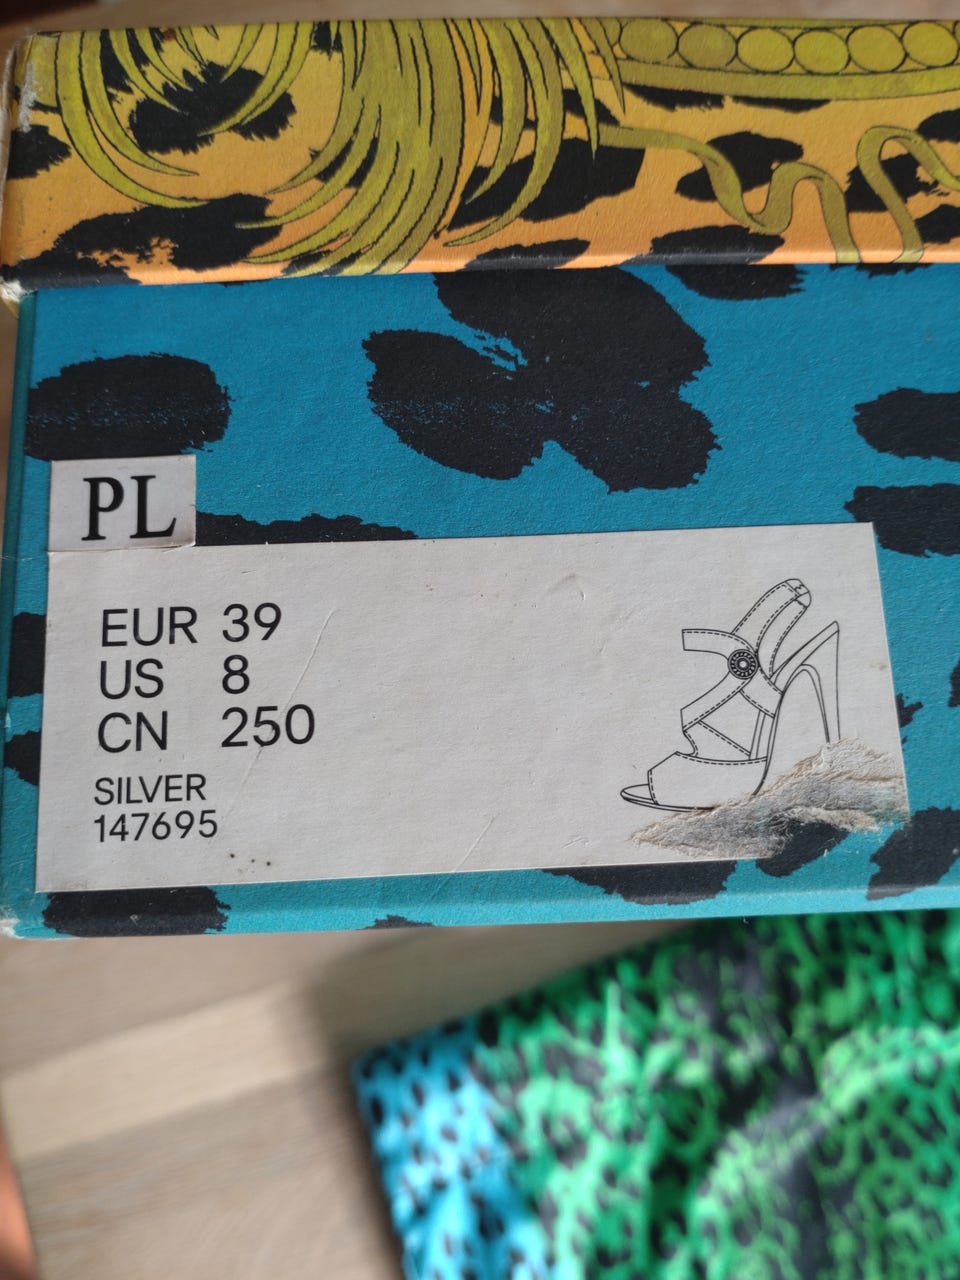 PL
EUR 39
US 8
CN 250
SILVER
147695